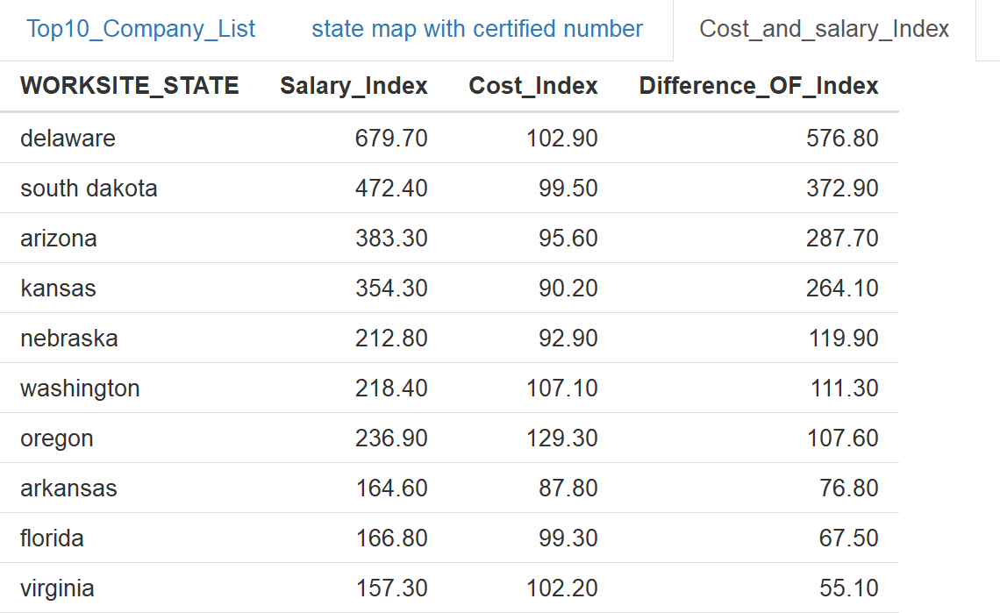 Top10_Company_List state map with certified number Cost_and_salary_Index
WORKSITE_STATE Salary_Index Cost_Index Difference_OF_Index
delaware 679.70 102.90 576.80
south dakota 472.40 99.50 372.90
arizona 383.30 95.60 287.70
kansas 354.30 90.20 264.10
nebraska 212.80 92.90 119.90
washington 218.40 107.10 111.30
oregon 236.90 129.30 107.60
arkansas 164.60 87.80 76.80
florida 166.80 99.30 67.50
virginia 157.30 102.20 55.10